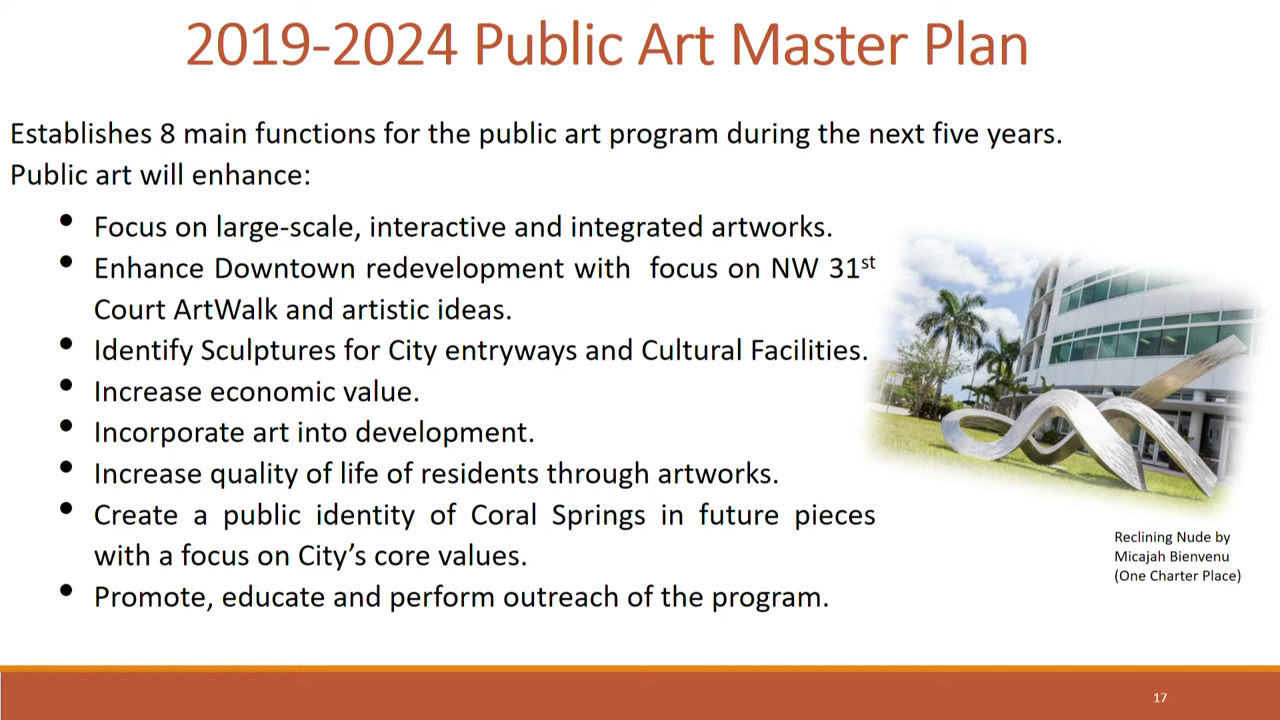 2019-2024 Public Art Master Plan
Establishes 8 main functions for the public art program during the next five years.
Public art will enhance:
• Focus on large-scale, interactive and integrated artworks.
• Enhance Downtown redevelopment with focus on NW 31st
Court ArtWalk and artistic ideas.
• Identify Sculptures for City entryways and Cultural Facilities.
• Increase economic value.
• Incorporate art into development.
• Increase quality of life of residents through artworks.
• Create a public identity of Coral Springs in future pieces
with a focus on City’s core values.
• Promote, educate and perform outreach of the program.
Reclining Nude by
Micajah Bienvenu
(One Charter Place)
17